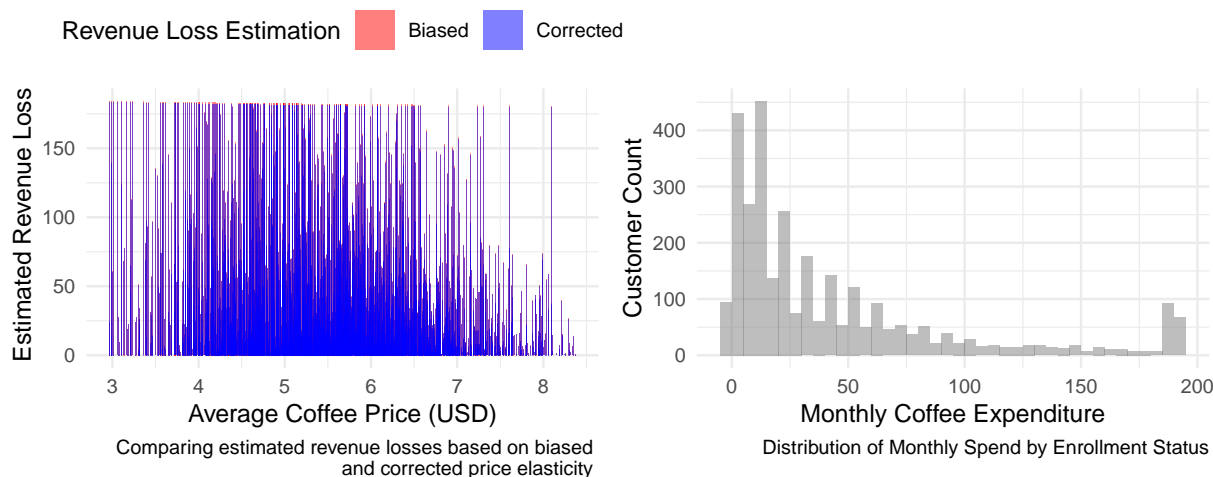 Revenue Loss Estimation Biased Corrected
Estimated Revenue Loss
150
100
50
0
3 4 5 6 7 8
Average Coffee Price (USD)
Comparing estimated revenue losses based on biased
and corrected price elasticity
Customer Count
400
300
200
100
0
0 50 100 150 200
Monthly Coffee Expenditure
Distribution of Monthly Spend by Enrollment Status